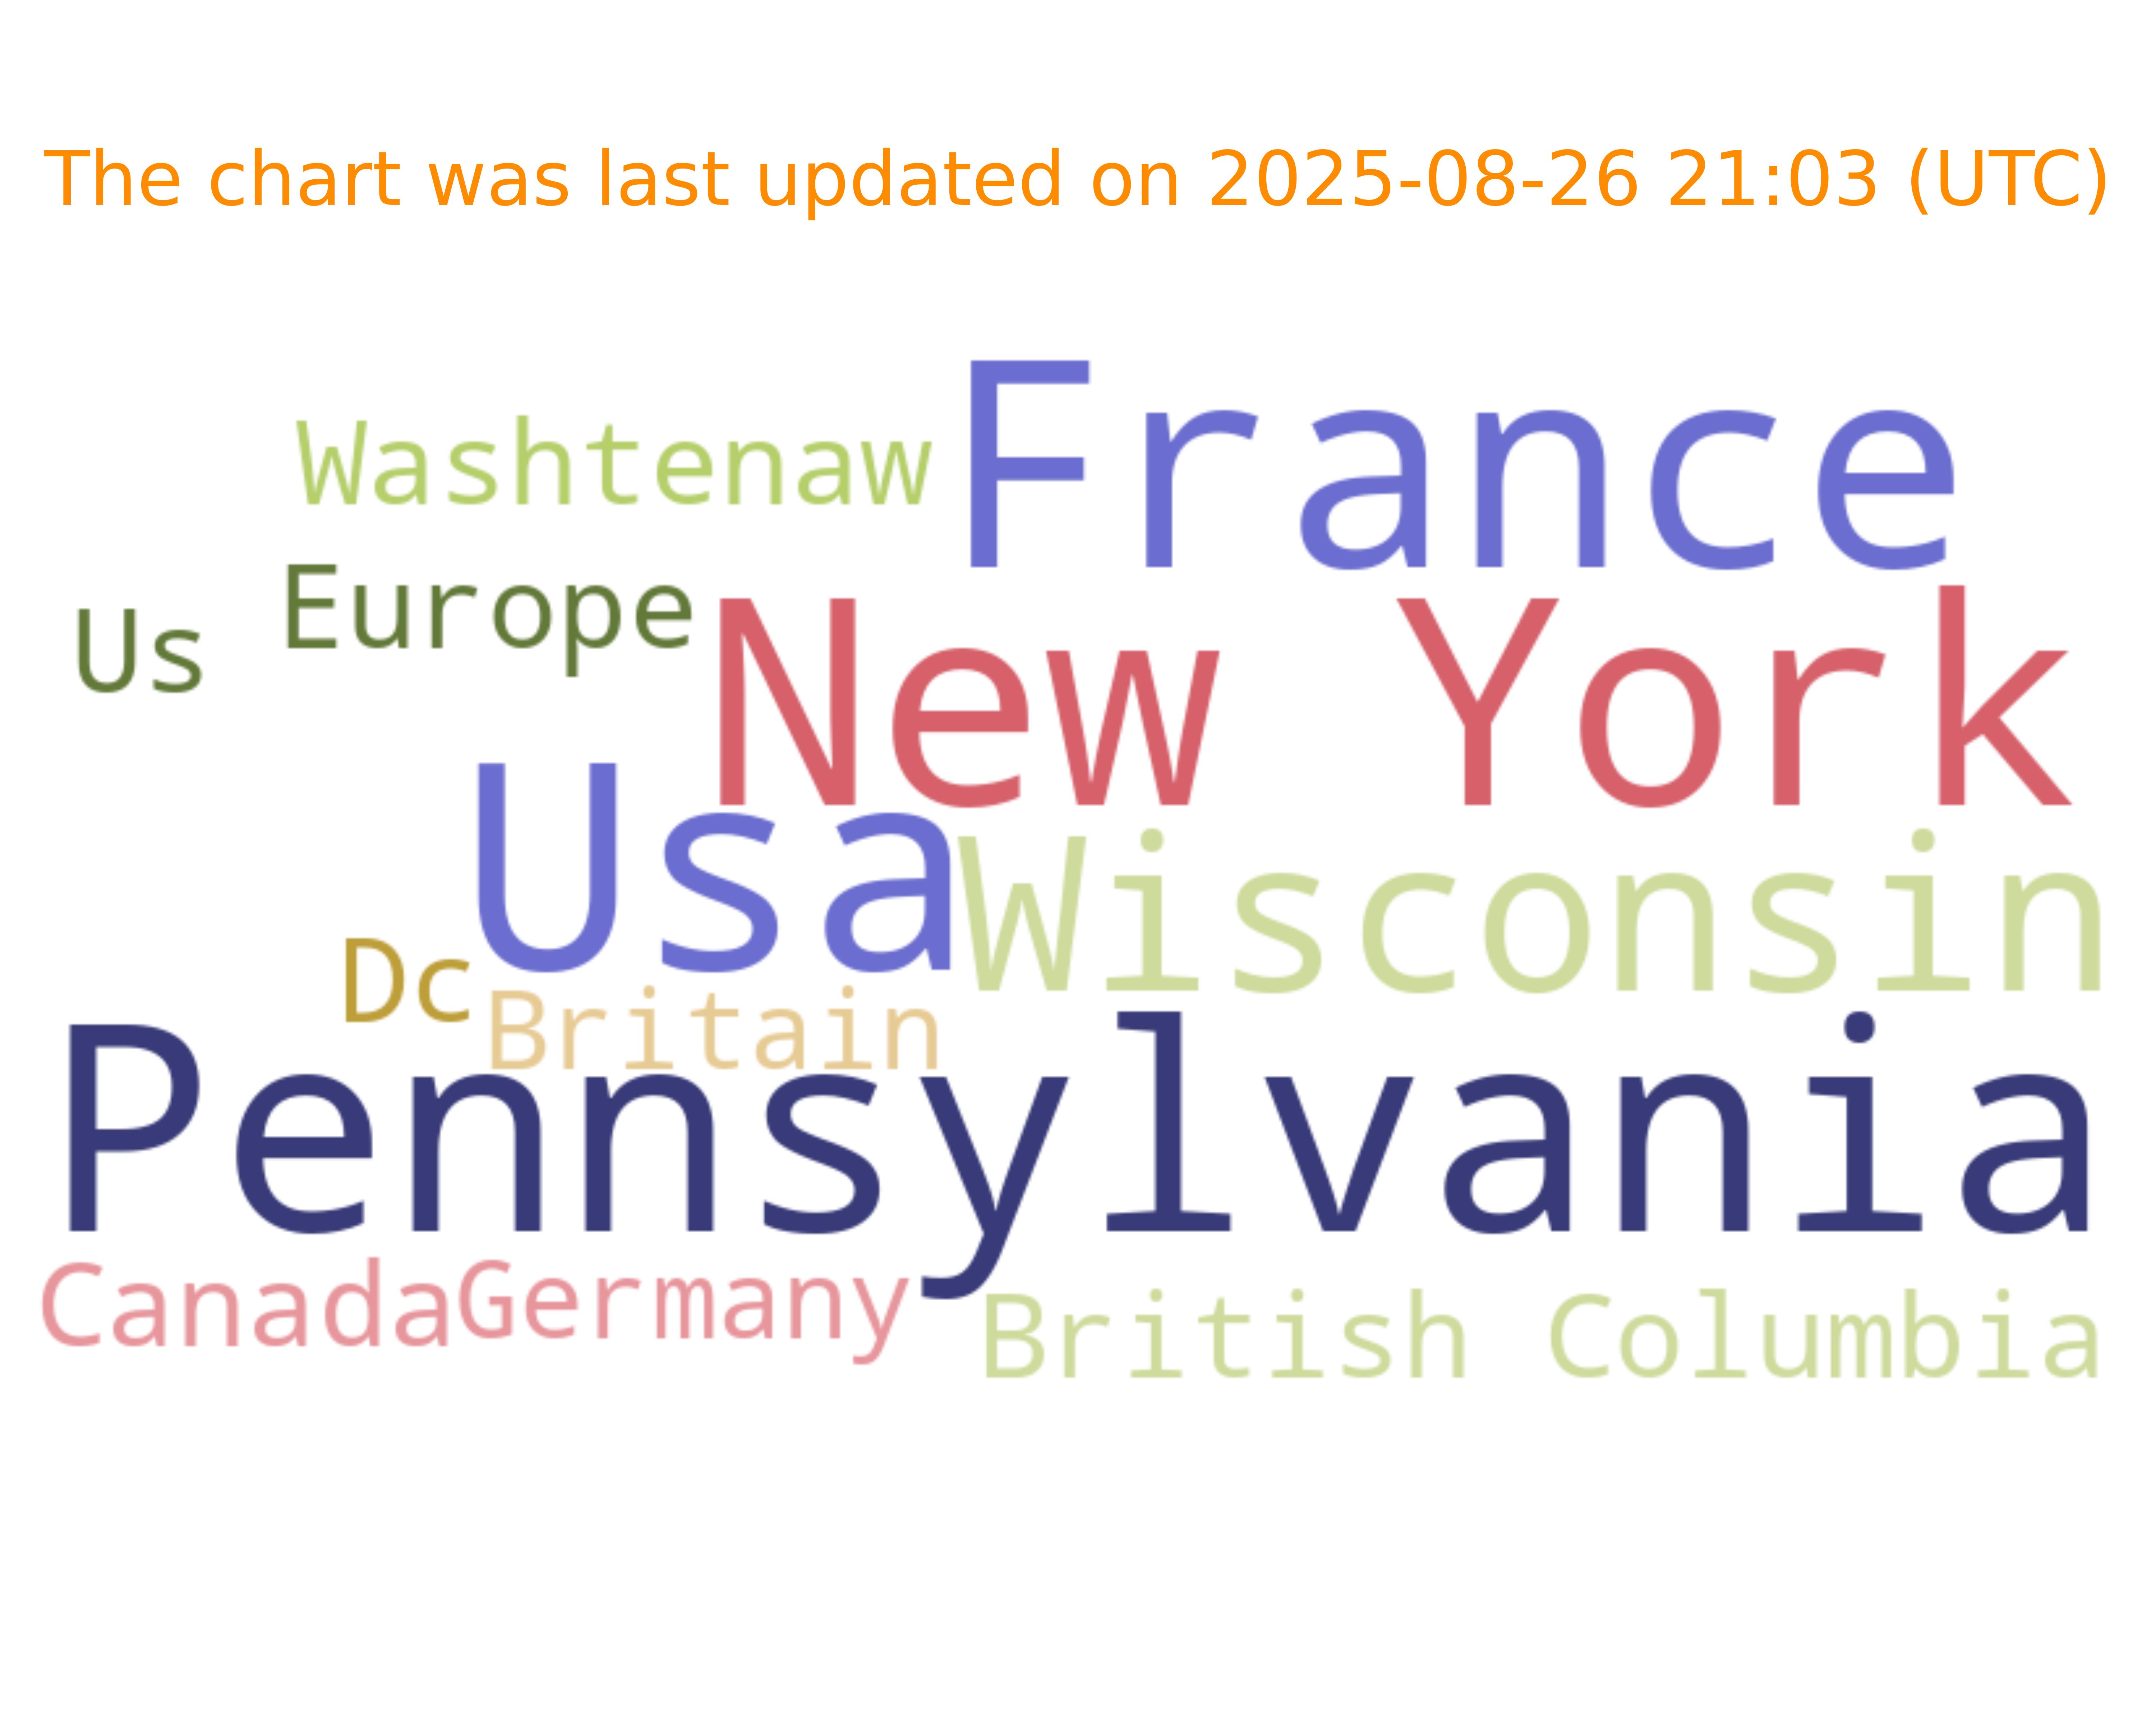 The chart was last updated on 2025-08-26 21:03 (UTC)
France
Washtenaw
Europe
Us
New York
Usa
Wisconsin
Dc
Britain
Pennsylvania
Canada
Germany
British Columbia